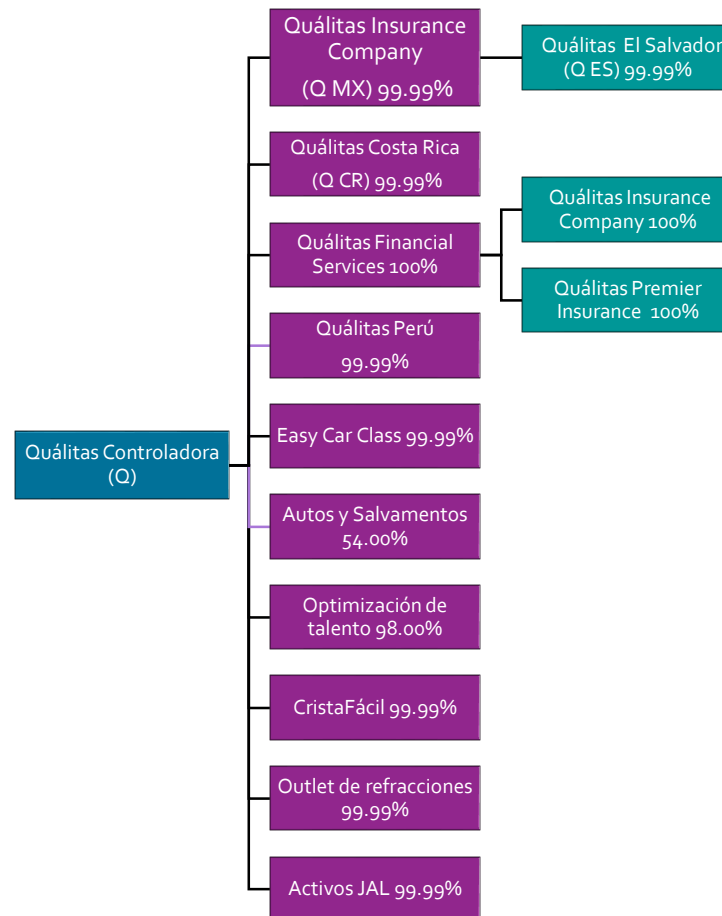 Quálitas Insurance
Company
(Q MX) 99.99%
Quálitas El Salvador
(Q ES) 99.99%
Quálitas Costa Rica
(Q CR) 99.99%
Quálitas Financial
Services 100%
Quálitas Insurance
Company 100%
Quálitas Premier
Insurance 100%
Quálitas Perú
99.99%
Quálitas Controladora
(Q)
Easy Car Class 99.99%
Autos y Salvamentos
54.00%
Optimización de
talento 98.00%
CristaFácil 99.99%
Outlet de refracciones
99.99%
Activos JAL 99.99%